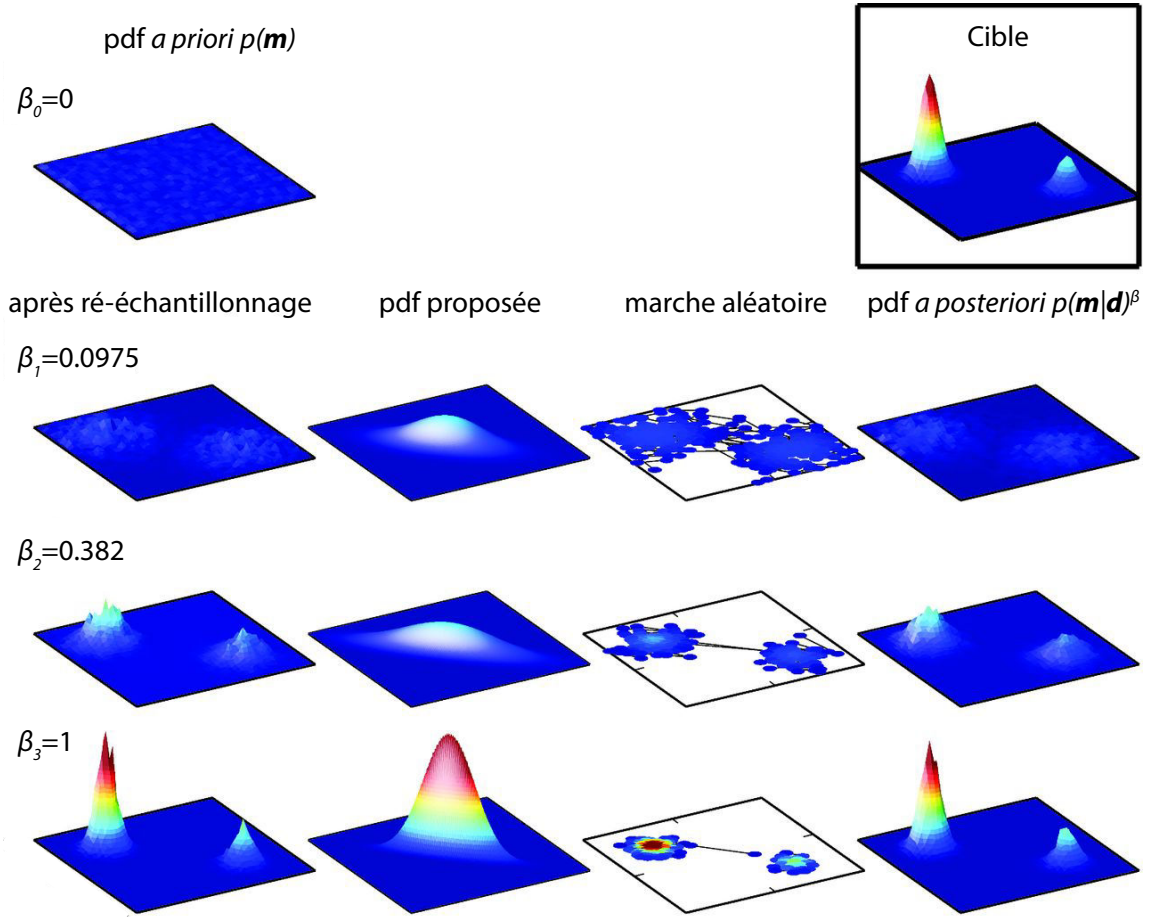 pdf a priori p(m)
Cible
β₀=0
après ré-échantillonnage
pdf proposée
marche aléatoire
pdf a posteriori p(m|d)ᵝ
β₁=0.0975
β₂=0.382
β₃=1